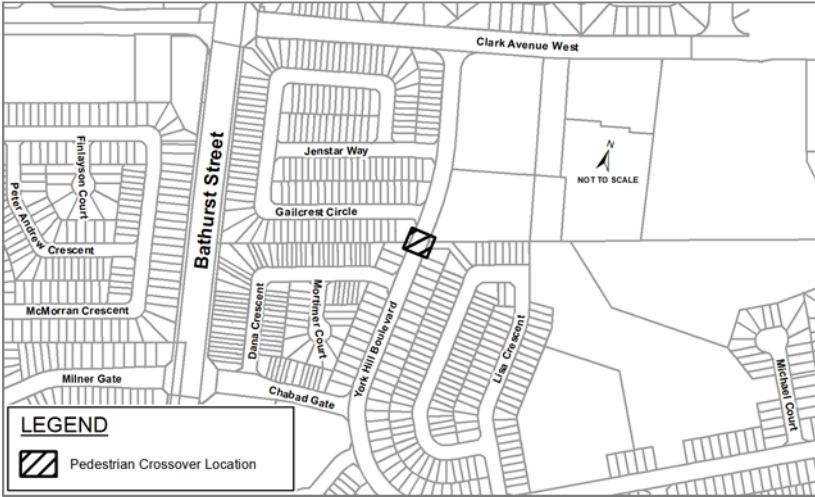 Clark Avenue West
Bathurst Street
Finlayson Court
Jenstar Way
N
NOT TO SCALE
Peter Andrew
Crescent
Gailcrest Circle
McMorran Crescent
Dana Crescent
Mortimer Court
York Hill Boulevard
Lisa Crescent
Michael Court
Milner Gate
Chabad Gate
LEGEND
Pedestrian Crossover Location